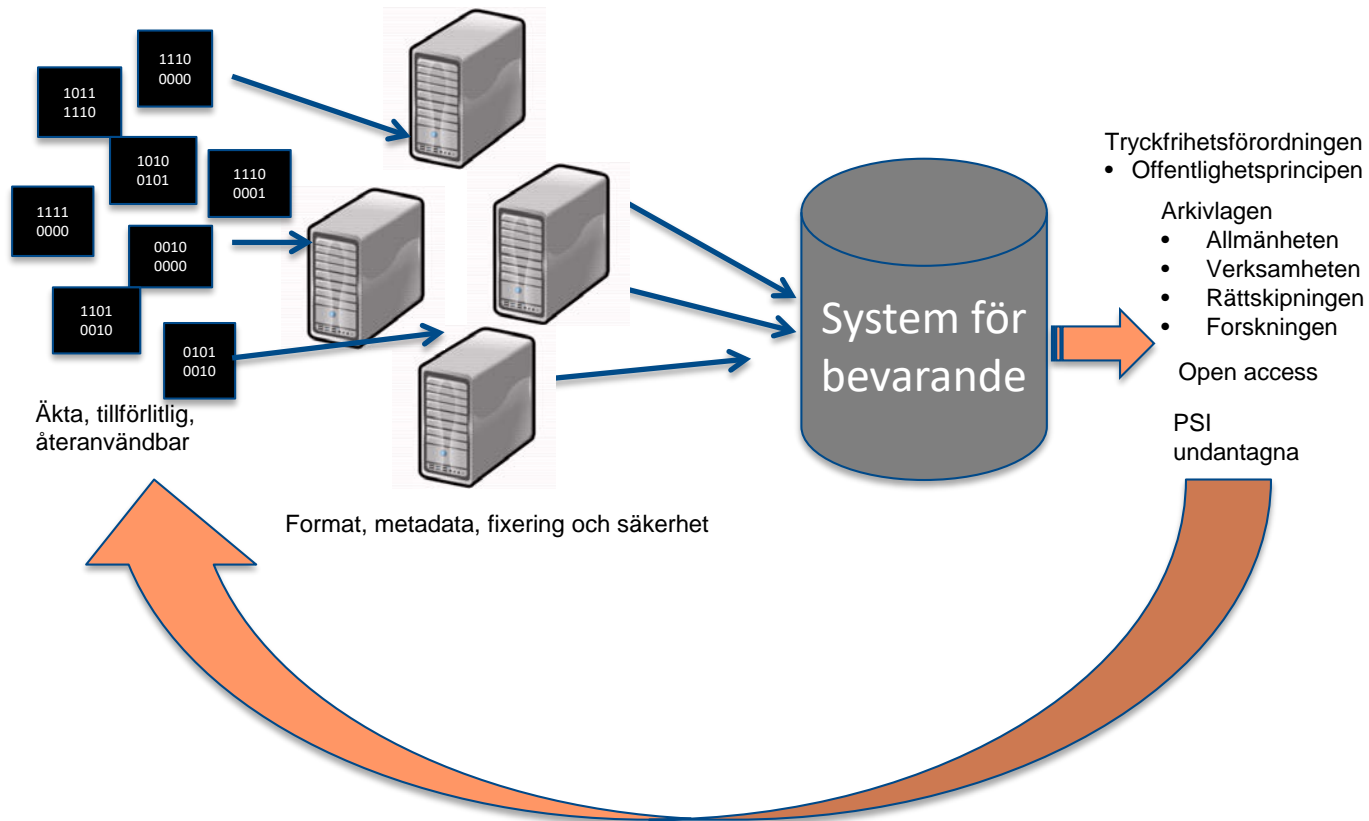 1110
0000
1011
1110
1010
0101
1110
0001
1111
0000
0010
0000
1101
0010
0101
0010
Äkta, tillförlitlig,
återanvändbar
Format, metadata, fixering och säkerhet
System för
bevarande
Tryckfrihetsförordningen
• Offentlighetsprincipen
Arkivlagen
• Allmänheten
• Verksamheten
• Rättskipningen
• Forskningen
Open access
PSI
undantagna